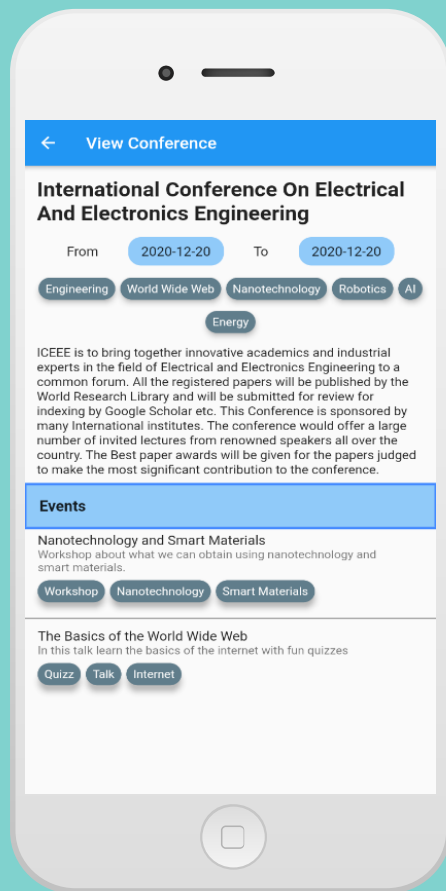 View Conference
International Conference On Electrical
And Electronics Engineering
From 2020-12-20 To 2020-12-20
Engineering World Wide Web Nanotechnology Robotics AI
Energy
ICEEE is to bring together innovative academics and industrial
experts in the field of Electrical and Electronics Engineering to a
common forum. All the registered papers will be published by the
World Research Library and will be submitted for review for
indexing by Google Scholar etc. This Conference is sponsored by
many International institutes. The conference would offer a large
number of invited lectures from renowned speakers all over the
country. The Best paper awards will be given for the papers judged
to make the most significant contribution to the conference.
Events
Nanotechnology and Smart Materials
Workshop about what we can obtain using nanotechnology and
smart materials.
Workshop Nanotechnology Smart Materials
The Basics of the World Wide Web
In this talk learn the basics of the internet with fun quizzes
Quizz Talk Internet